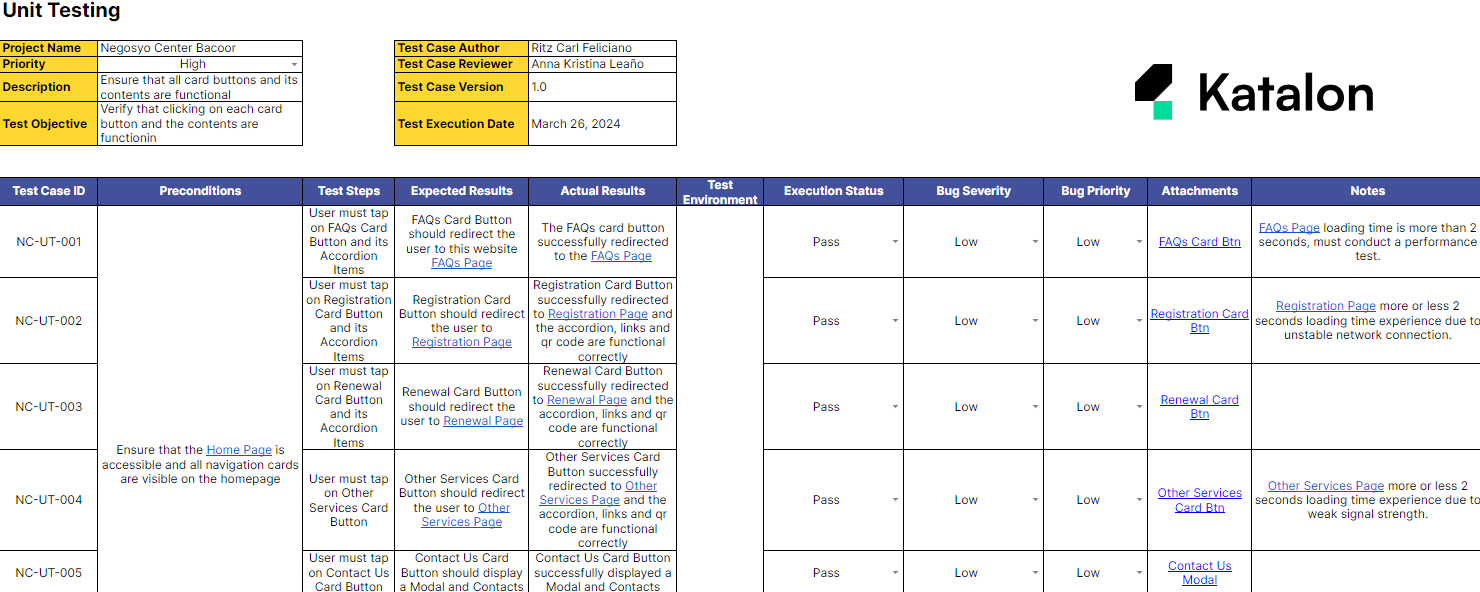 Unit Testing
Project Name
Negosyo Center Bacoor
Priority
High
Description
Ensure that all card buttons and its
contents are functional
Test Objective
Verify that clicking on each card
button and the contents are
functionin
Test Case Author
Ritz Carl Feliciano
Test Case Reviewer
Anna Kristina Leaño
Test Case Version
1.0
Test Execution Date
March 26, 2024
Katalon
Test Case ID
Preconditions
Test Steps
Expected Results
Actual Results
Test
Environment
Execution Status
Bug Severity
Bug Priority
Attachments
Notes
Ensure that the Home Page is
accessible and all navigation cards
are visible on the homepage
NC-UT-001
User must tap
on FAQs Card
Button and its
Accordion
Items
FAQs Card Button
should redirect the
user to this website
FAQs Page
The FAQs card button
successfully redirected
to the FAQs Page
Pass
Low
Low
FAQs Card Btn
FAQs Page loading time is more than 2
seconds, must conduct a performance
test.
NC-UT-002
User must tap
on Registration
Card Button
and its
Accordion
Items
Registration Card
Button should redirect
the user to
Registration Page
Registration Card Button
successfully redirected
to Registration Page and
the accordion, links and
qr code are functional
correctly
Pass
Low
Low
Registration Card
Btn
Registration Page more or less 2
seconds loading time experience due to
unstable network connection.
NC-UT-003
User must tap
on Renewal
Card Button
and its
Accordion
Items
Renewal Card Button
should redirect the
user to Renewal Page
Renewal Card Button
successfully redirected
to Renewal Page and the
accordion, links and qr
code are functional
correctly
Pass
Low
Low
Renewal Card
Btn
NC-UT-004
User must tap
on Other
Services Card
Button
Other Services Card
Button should redirect
the user to Other
Services Page
Other Services Card
Button successfully
redirected to Other
Services Page and the
accordion, links and qr
code are functional
correctly
Pass
Low
Low
Other Services
Card Btn
Other Services Page more or less 2
seconds loading time experience due to
weak signal strength.
NC-UT-005
User must tap
on Contact Us
Card Button
Contact Us Card
Button should display
a Modal and Contacts
Contact Us Card Button
successfully displayed a
Modal and Contacts
Pass
Low
Low
Contact Us
Modal